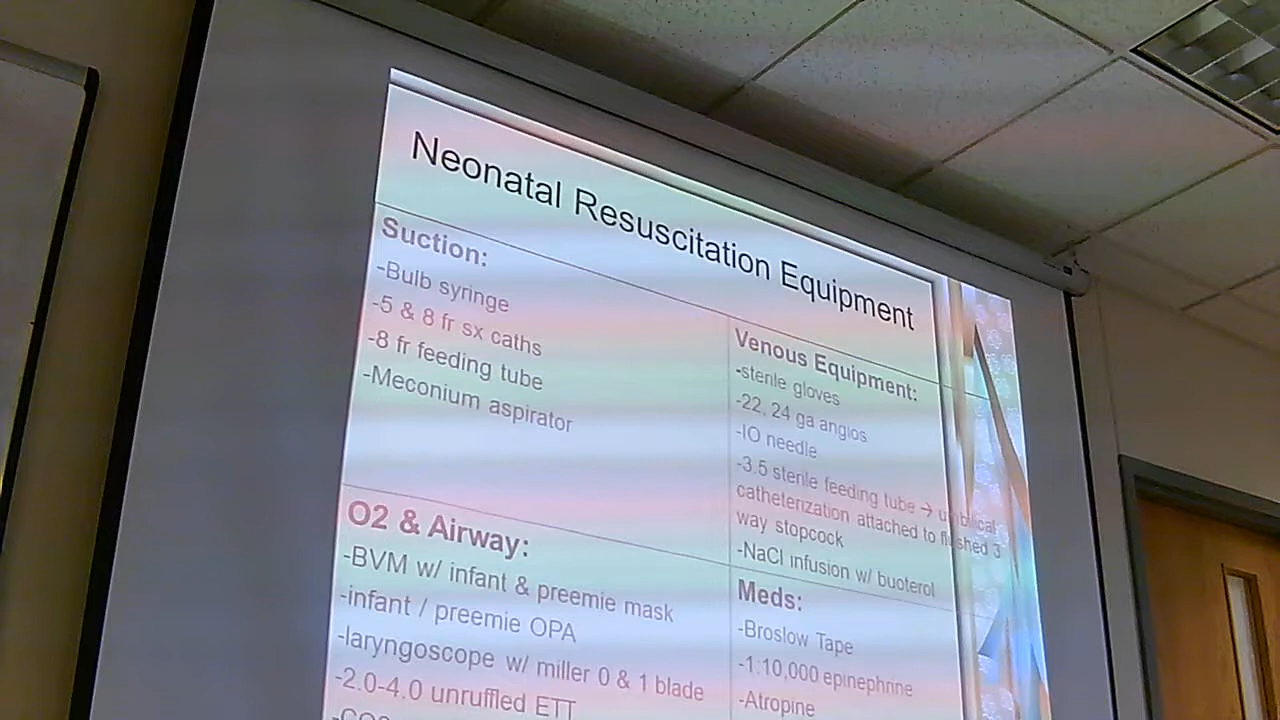 Neonatal Resuscitation Equipment
Suction:
-Bulb syringe
-5 & 8 fr sx caths
-8 fr feeding tube
-Meconium aspirator
Venous Equipment:
-sterile gloves
-22, 24 ga angios
-IO needle
-3.5 sterile feeding tube → umbilical
catheterization attached to flushed 3
way stopcock
-NaCl infusion w/ buoterol
O2 & Airway:
-BVM w/ infant & preemie mask
-infant / preemie OPA
-laryngoscope w/ miller 0 & 1 blade
-2.0-4.0 unruffled ETT
Meds:
-Broslow Tape
-1:10,000 epinephrine
-Atropine